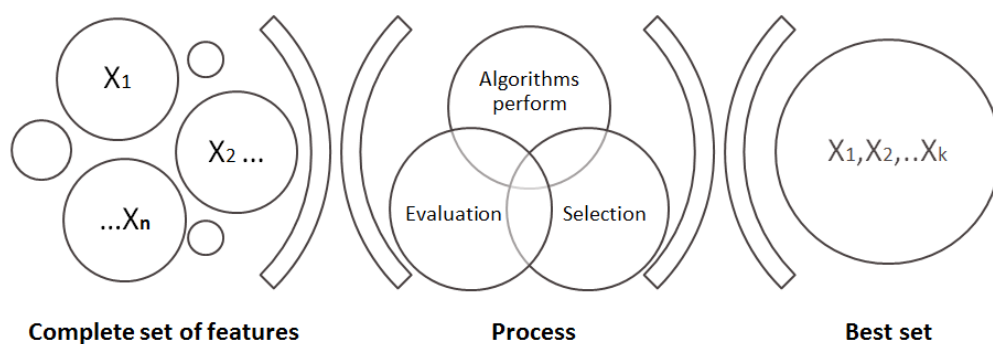 X1
X2 ...
...Xn
Complete set of features
Algorithms
perform
Evaluation
Selection
Process
X1,X2,..Xk
Best set